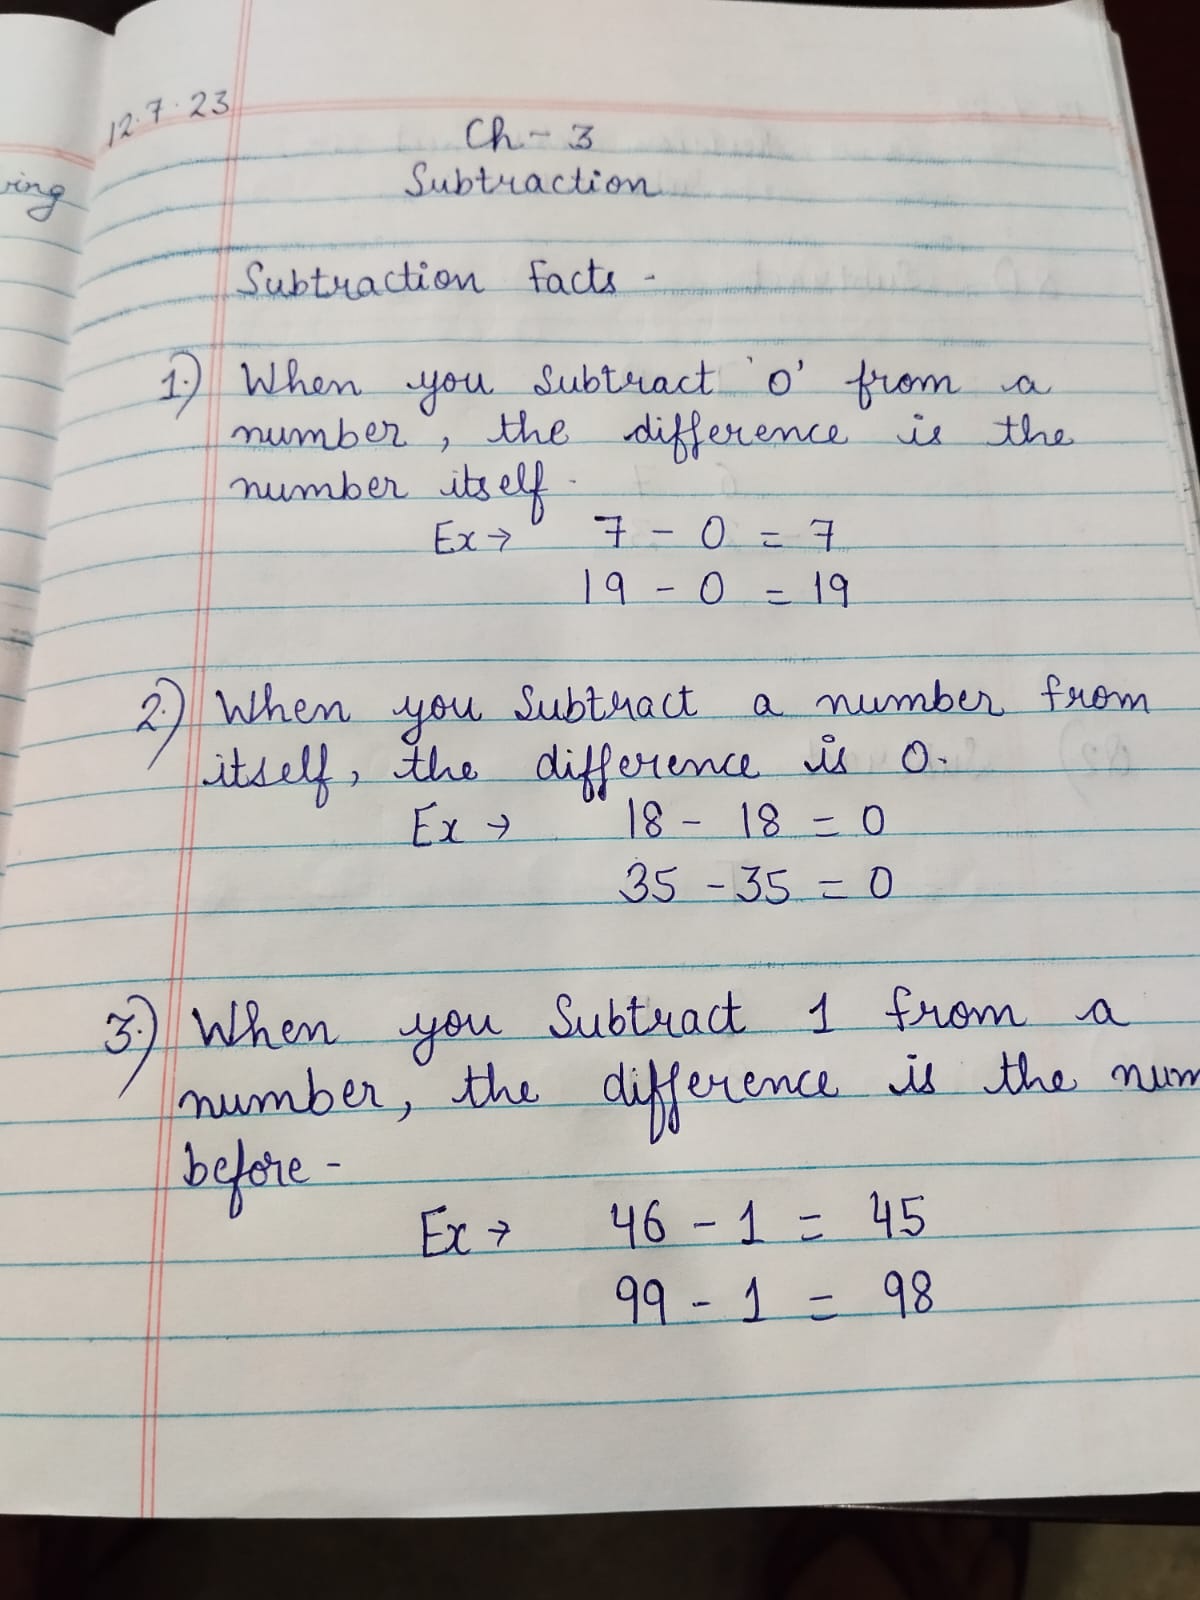 12.7.23
Ch - 3
Subtraction
Subtraction facts -
1.) When you subtract '0' from a
number, the difference is the
number itself.
Ex → 7 - 0 = 7
19 - 0 = 19
2.) When you subtract a number from
itself, the difference is 0.
Ex → 18 - 18 = 0
35 - 35 = 0
3.) When you subtract 1 from a
number, the difference is the num
before -
Ex → 46 - 1 = 45
99 - 1 = 98